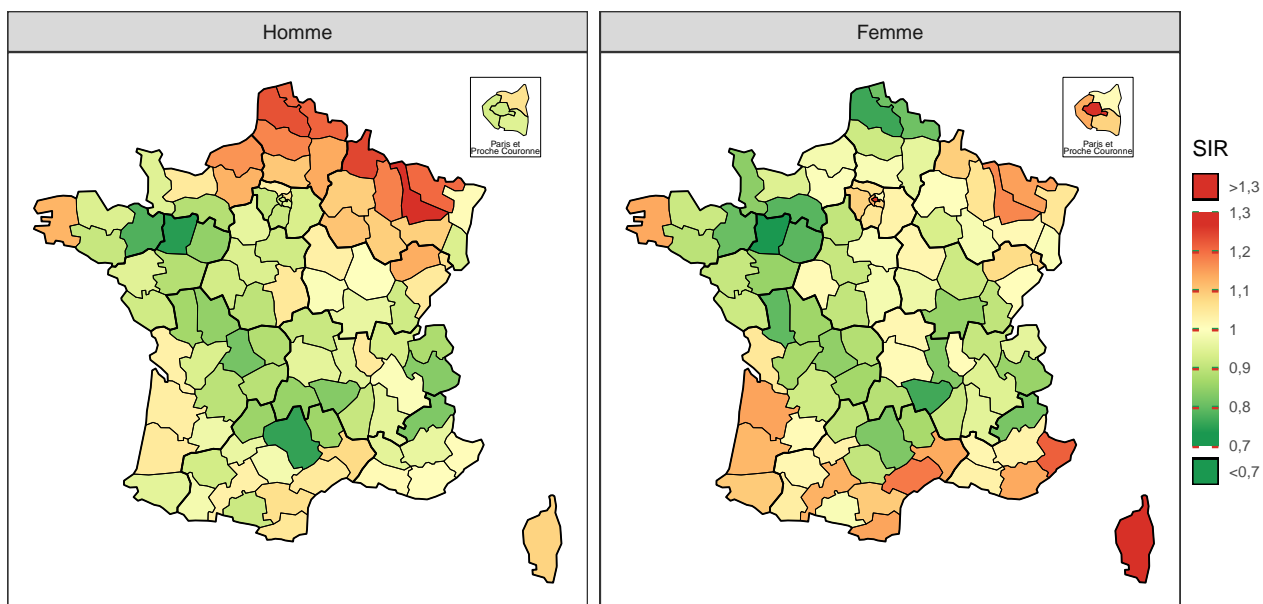 Homme
Femme
Paris et
Proche Couronne
Paris et
Proche Couronne
SIR
>1,3
1,3
1,2
1,1
1
0,9
0,8
0,7
<0,7